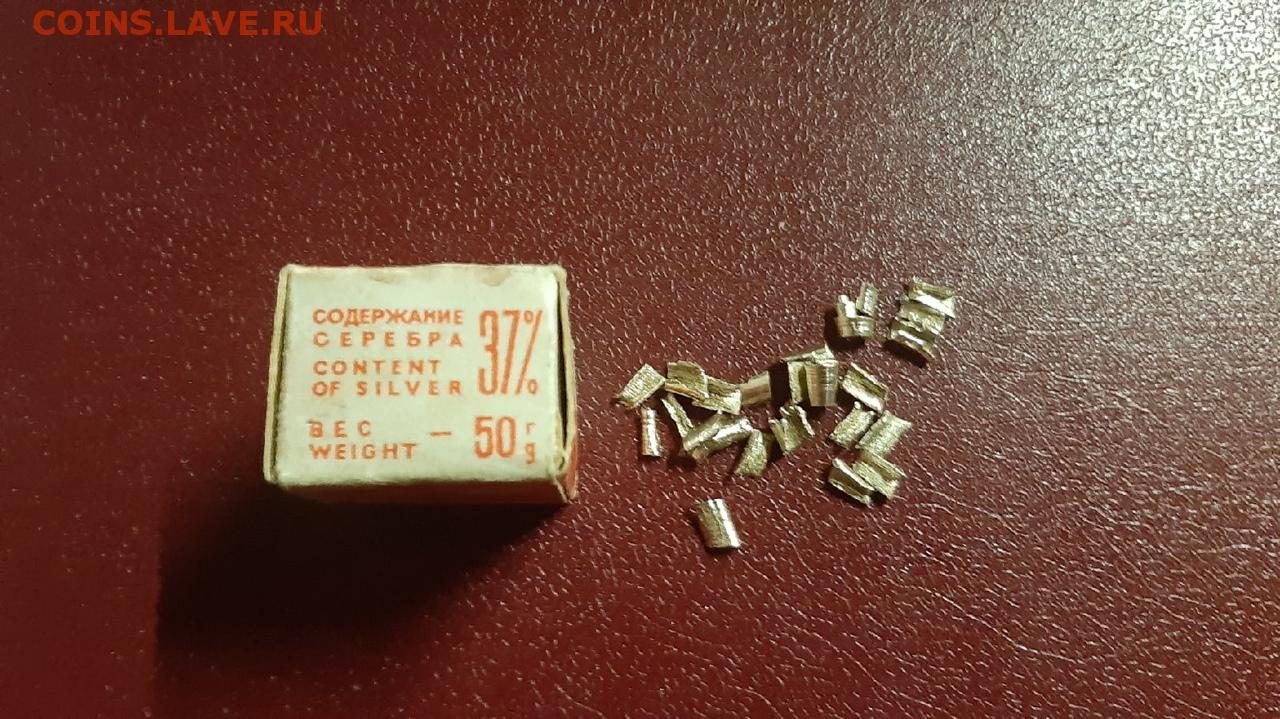 COINS.LAVE.RU
СОДЕРЖАНИЕ
СЕРЕБРА 37%
CONTENT
OF SILVER
ВЕС — 50 г
WEIGHT g